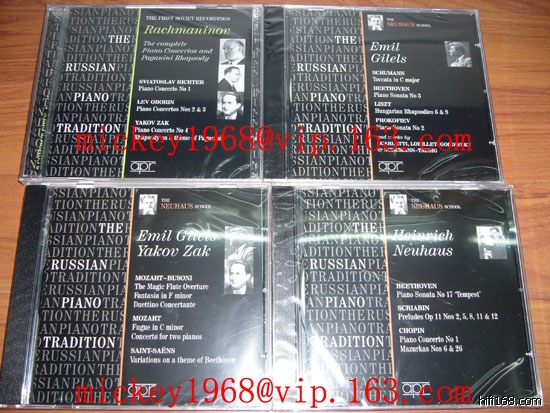 THE FIRST SOVIET RECORDINGS
Rachmaninov
The complete
Piano Concertos and
Paganini Rhapsody
SVIATOSLAV RICHTER
Piano Concerto No 1
LEV OBORIN
Piano Concertos Nos 2 & 3
YAKOV ZAK
Piano Concerto No 4
THE
RUSSIAN
PIANO
TRADITION
apr
THE
NEUHAUS SCHOOL
Emil
Gilels
SCHUMANN
Toccata in C major
BEETHOVEN
Piano Sonata No 3
LISZT
Hungarian Rhapsodies 6 & 9
PROKOFIEV
Piano Sonata No 2
THE
RUSSIAN
PIANO
TRADITION
apr
mickey1968@vip.163.com
THE
NEUHAUS SCHOOL
Emil Gilels
Yakov Zak
MOZART-BUSONI
The Magic Flute Overture
Fantasia in F minor
Duettino Concertante
MOZART
Fugue in C minor
Concerto for two pianos
SAINT-SAËNS
Variations on a theme of Beethoven
THE
RUSSIAN
PIANO
TRADITION
apr
THE
NEUHAUS SCHOOL
Heinrich
Neuhaus
BEETHOVEN
Piano Sonata No 17 'Tempest'
SCRIABIN
Preludes Op 11 Nos 2, 5, 8, 11 & 12
CHOPIN
Piano Concerto No 1
Mazurkas Nos 6 & 26
THE
RUSSIAN
PIANO
TRADITION
apr
mickey1968@vip.163.com
hifi168.com